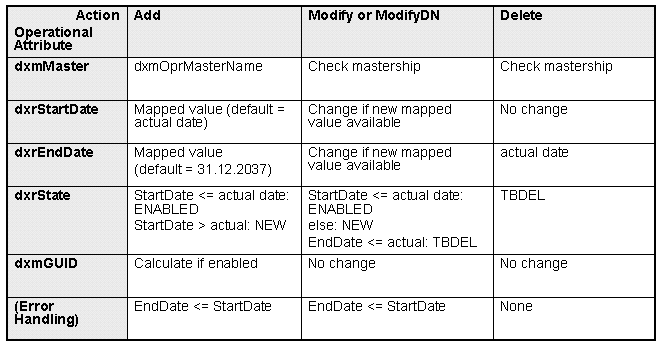 Action
Operational
Attribute
Add
Modify or ModifyDN
Delete
dxmMaster
dxmOprMasterName
Check mastership
Check mastership
dxrStartDate
Mapped value (default =
actual date)
Change if new mapped
value available
No change
dxrEndDate
Mapped value
(default = 31.12.2037)
Change if new mapped
value available
actual date
dxrState
StartDate <= actual date:
ENABLED
StartDate > actual: NEW
StartDate <= actual date:
ENABLED
else: NEW
EndDate <= actual: TBDEL
TBDEL
dxmGUID
Calculate if enabled
No change
No change
(Error
Handling)
EndDate <= StartDate
EndDate <= StartDate
None